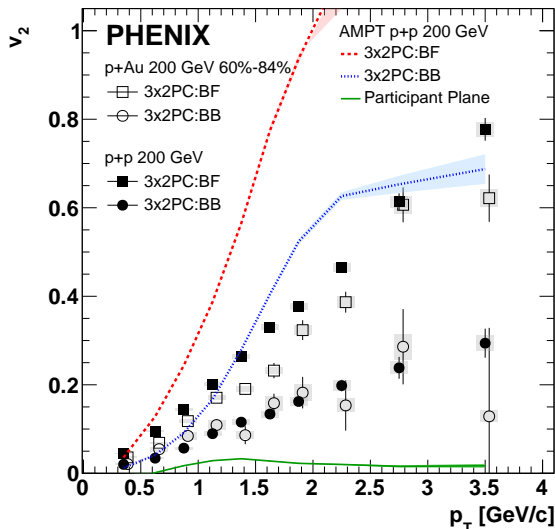 v2
PHENIX
p+Au 200 GeV 60%-84%
3x2PC:BF
3x2PC:BB
p+p 200 GeV
3x2PC:BF
3x2PC:BB
AMPT p+p 200 GeV
3x2PC:BF
3x2PC:BB
Participant Plane
1
0.8
0.6
0.4
0.2
0
0 0.5 1 1.5 2 2.5 3 3.5 4
pT [GeV/c]